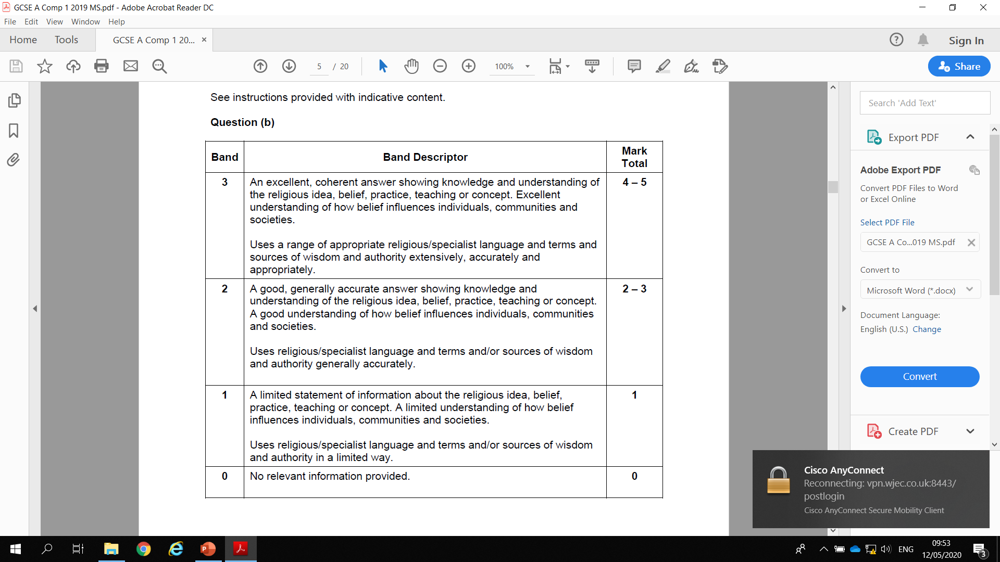 GCSE A Comp 1 2019 MS.pdf - Adobe Acrobat Reader DC
File Edit View Window Help
Home Tools GCSE A Comp 1 20... × Sign In
5 / 20 100% Share
See instructions provided with indicative content.
Question (b)
Band Band Descriptor Mark Total
3 An excellent, coherent answer showing knowledge and understanding of 4 – 5
the religious idea, belief, practice, teaching or concept. Excellent
understanding of how belief influences individuals, communities and
societies.
Uses a range of appropriate religious/specialist language and terms and
sources of wisdom and authority extensively, accurately and
appropriately.
2 A good, generally accurate answer showing knowledge and 2 – 3
understanding of the religious idea, belief, practice, teaching or concept.
A good understanding of how belief influences individuals, communities
and societies.
Uses religious/specialist language and terms and/or sources of wisdom
and authority generally accurately.
1 A limited statement of information about the religious idea, belief, 1
practice, teaching or concept. A limited understanding of how belief
influences individuals, communities and societies.
Uses religious/specialist language and terms and/or sources of wisdom
and authority in a limited way.
0 No relevant information provided. 0
Search 'Add Text'
Export PDF
Adobe Export PDF
Convert PDF Files to Word
or Excel Online
Select PDF File
GCSE A Co...019 MS.pdf
Convert to
Microsoft Word (*.docx)
Document Language:
English (U.S.) Change
Convert
Create PDF
Cisco AnyConnect
Reconnecting: vpn.wjec.co.uk:8443/
postlogin
Cisco AnyConnect Secure Mobility Client
ENG
09:53
12/05/2020
3